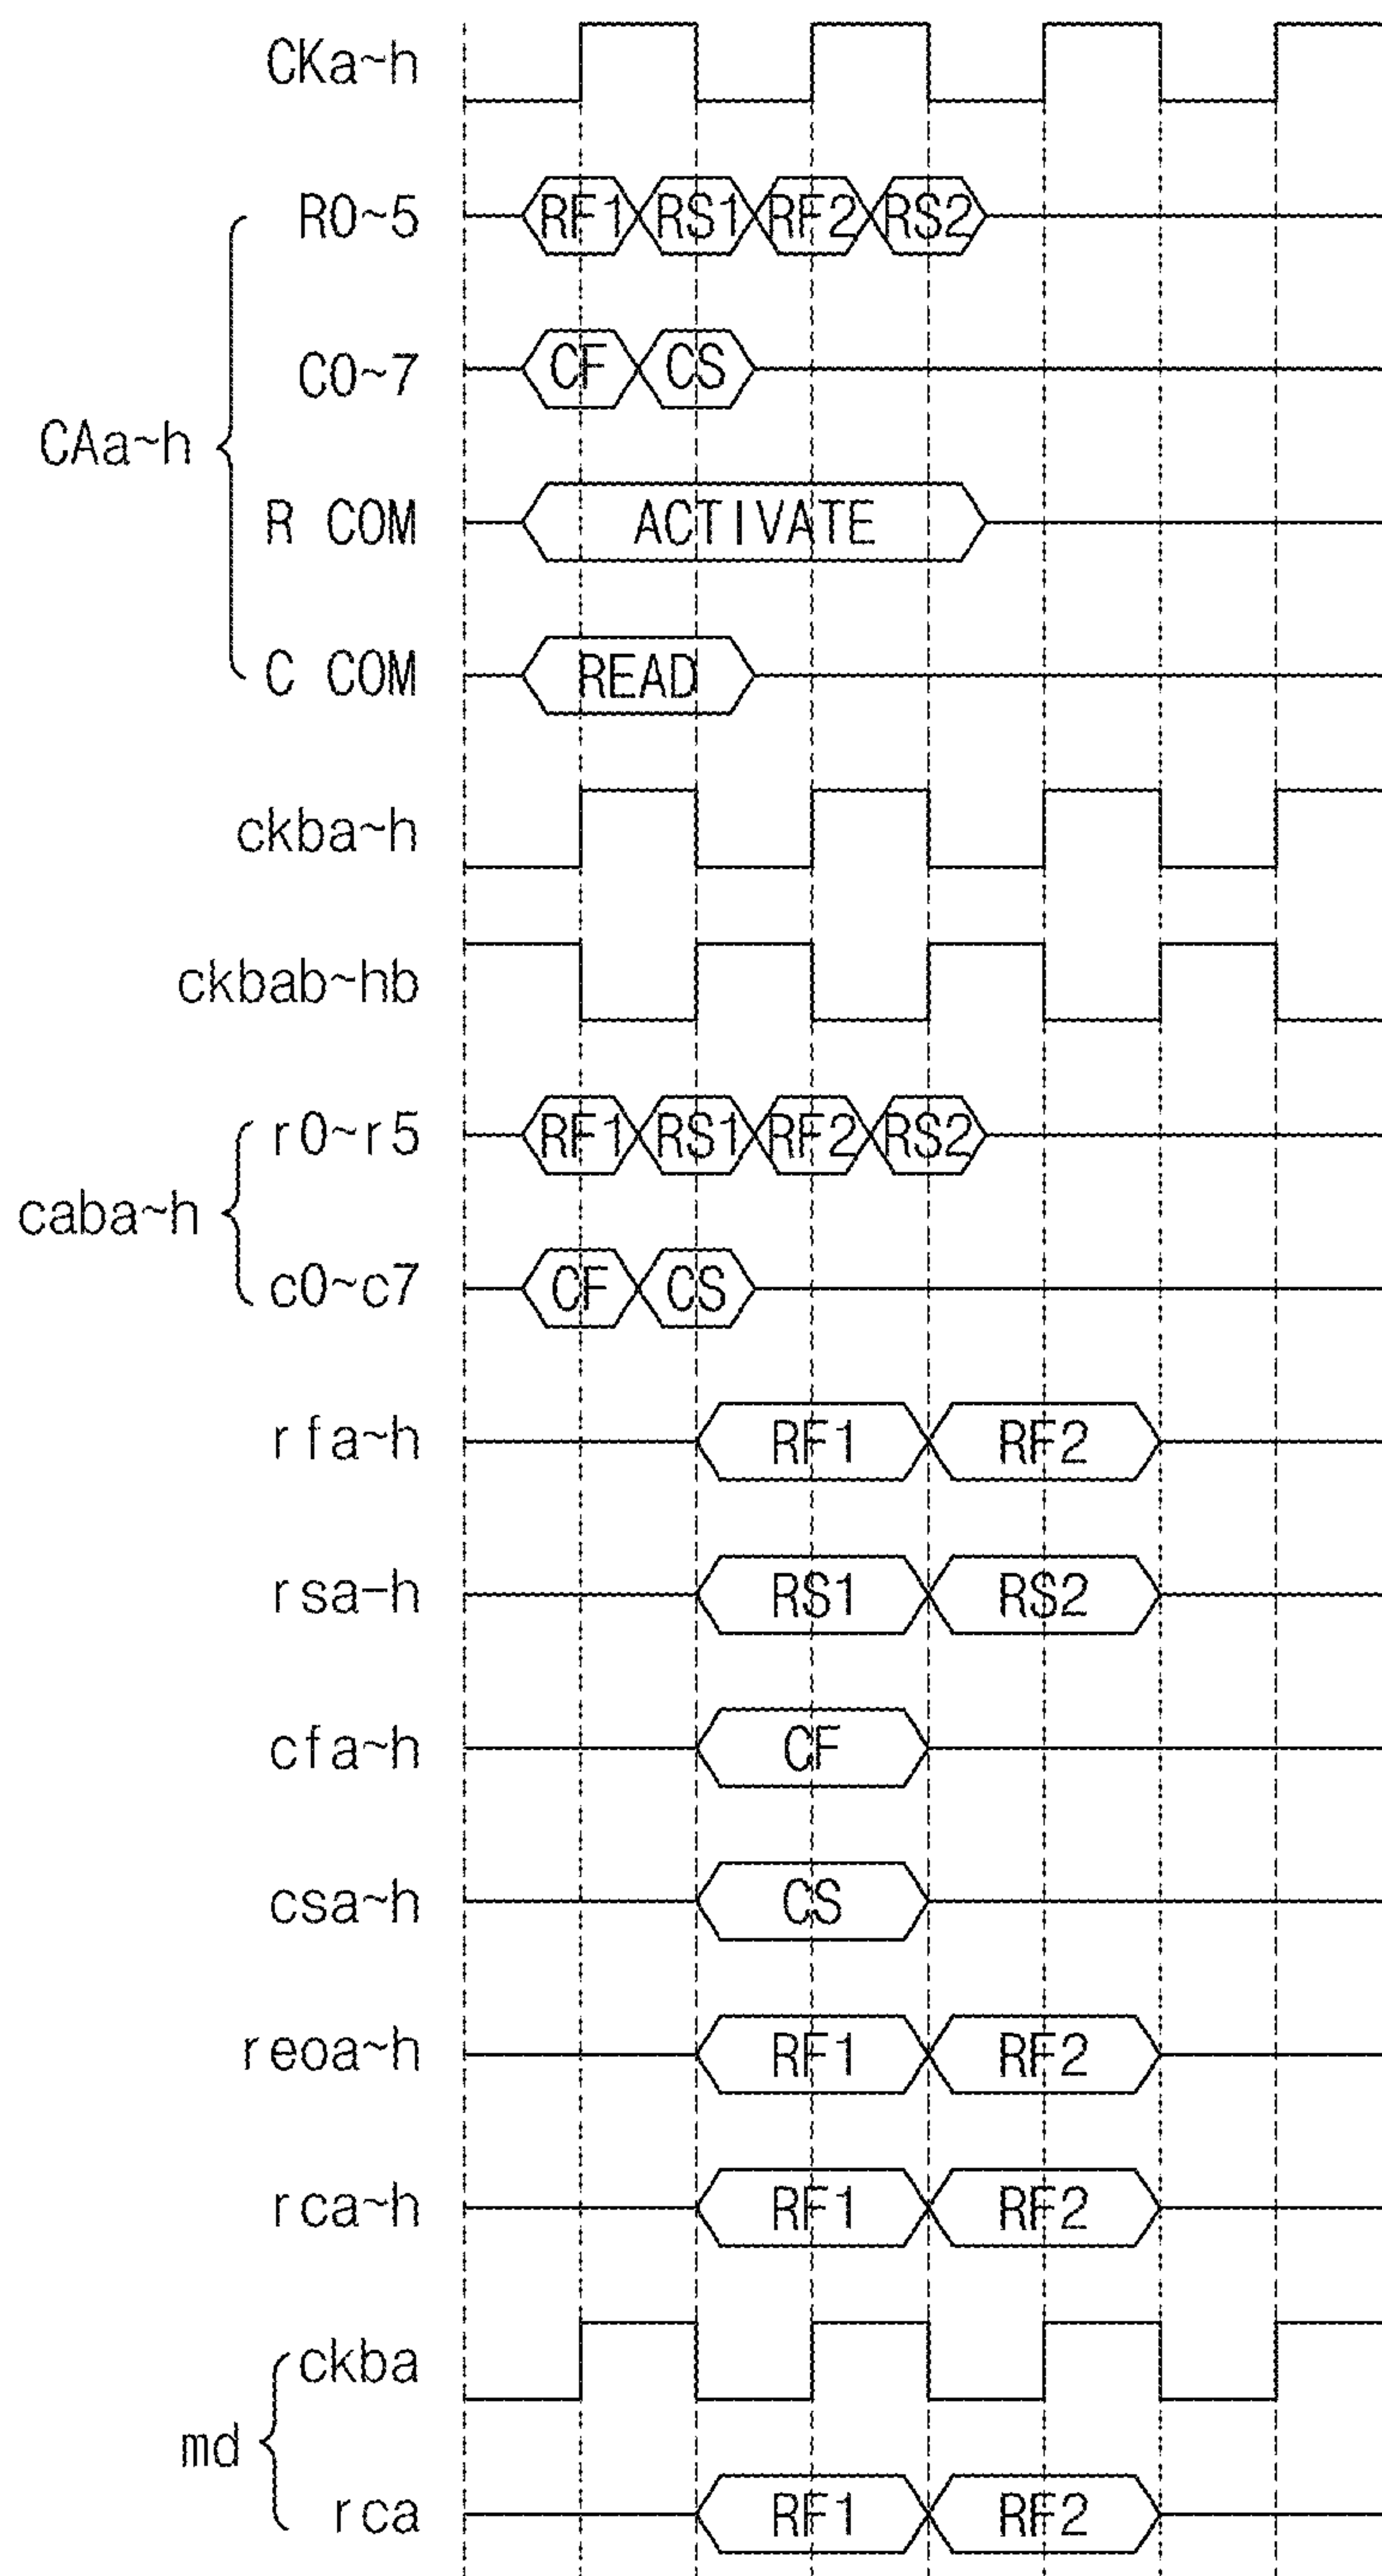 CKa~h
R0~5 RF1 RS1 RF2 RS2
C0~7 CF CS
CAa~h
R COM ACTIVATE
C COM READ
ckba~h
ckbab~hb
r0~r5 RF1 RS1 RF2 RS2
caba~h
c0~c7 CF CS
rfa~h RF1 RF2
rsa-h RS1 RS2
cfa~h CF
csa~h CS
reoa~h RF1 RF2
rca~h RF1 RF2
ckba
md
rca RF1 RF2